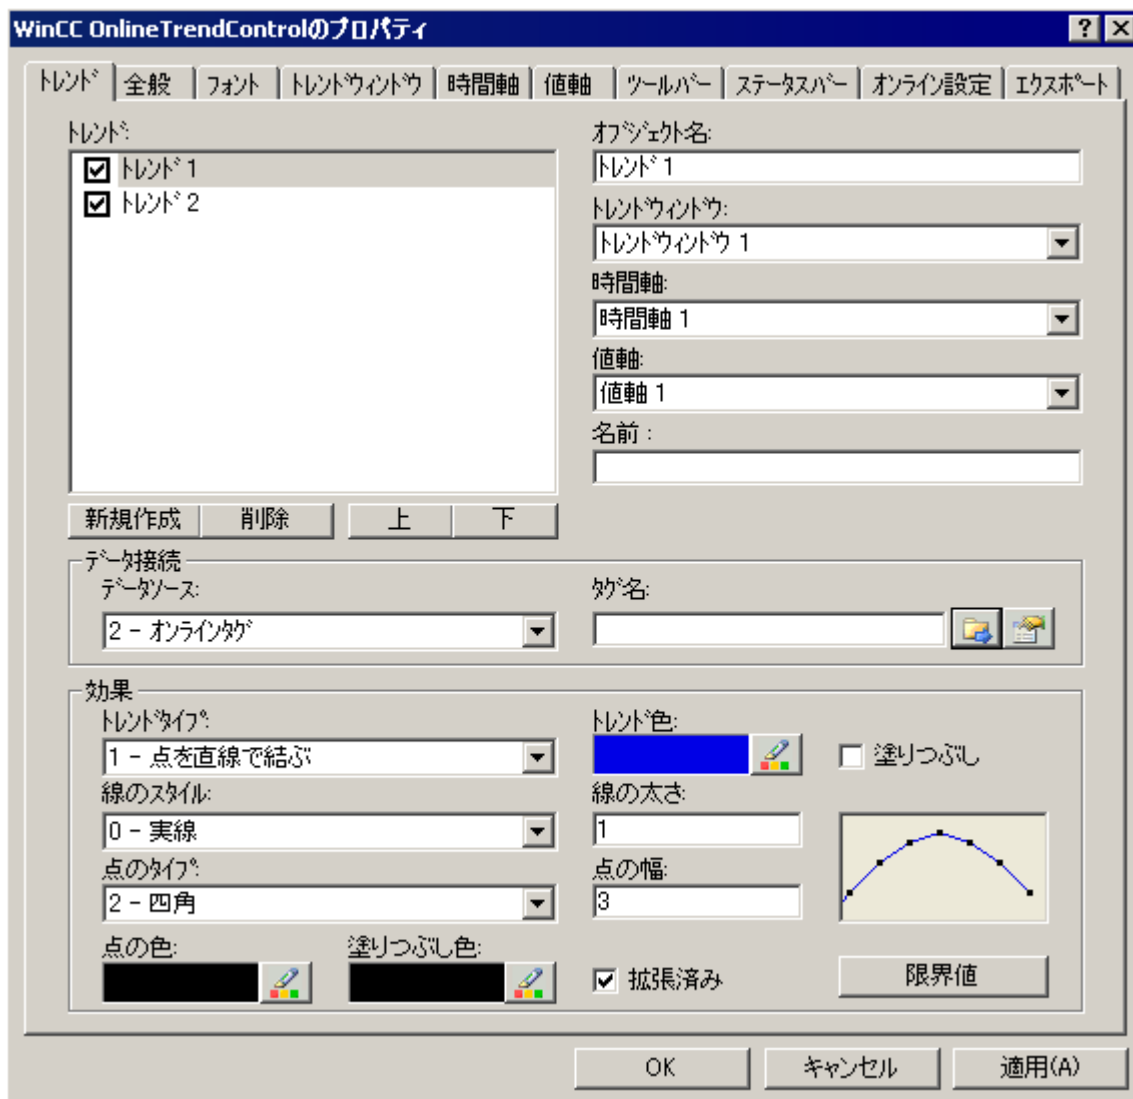 WinCC OnlineTrendControlのプロパティ
トレンド 全般 フォント トレンドウィンドウ 時間軸 値軸 ツールバー ステータスバー オンライン設定 エクスポート
トレンド:
トレンド 1
トレンド 2
オブジェクト名:
トレンド 1
トレンドウィンドウ:
トレンドウィンドウ 1
時間軸:
時間軸 1
値軸:
値軸 1
名前 :
新規作成 削除 上 下
データ接続
データソース:
2 - オンラインタグ
タグ名:
効果
トレンドタイプ:
1 - 点を直線で結ぶ
線のスタイル:
0 - 実線
点のタイプ:
2 - 四角
点の色: 塗りつぶし色:
トレンド色:
塗りつぶし
線の太さ:
1
点の幅:
3
拡張済み
限界値
OK キャンセル 適用(A)